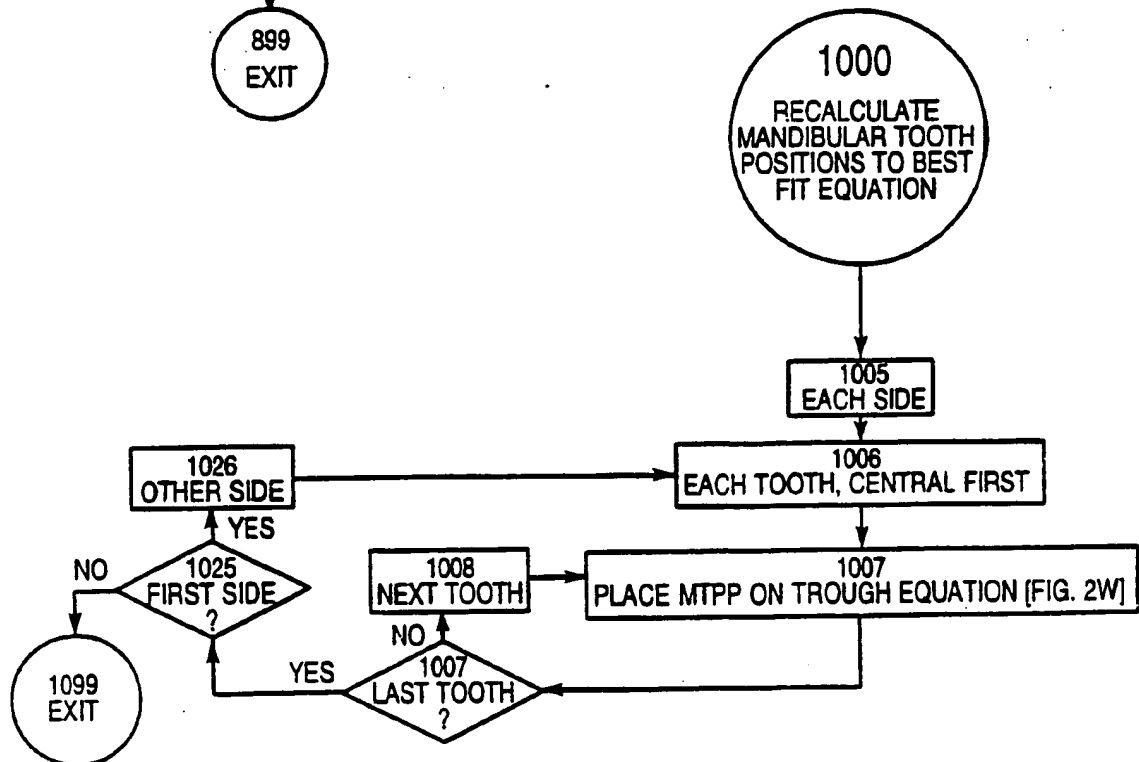 899
EXIT
1000
RECALCULATE
MANDIBULAR TOOTH
POSITIONS TO BEST
FIT EQUATION
1005
EACH SIDE
1006
EACH TOOTH, CENTRAL FIRST
1007
PLACE MTPP ON TROUGH EQUATION [FIG. 2W]
1008
NEXT TOOTH
NO
1007
LAST TOOTH
?
YES
1025
FIRST SIDE
?
YES
1026
OTHER SIDE
NO
1099
EXIT